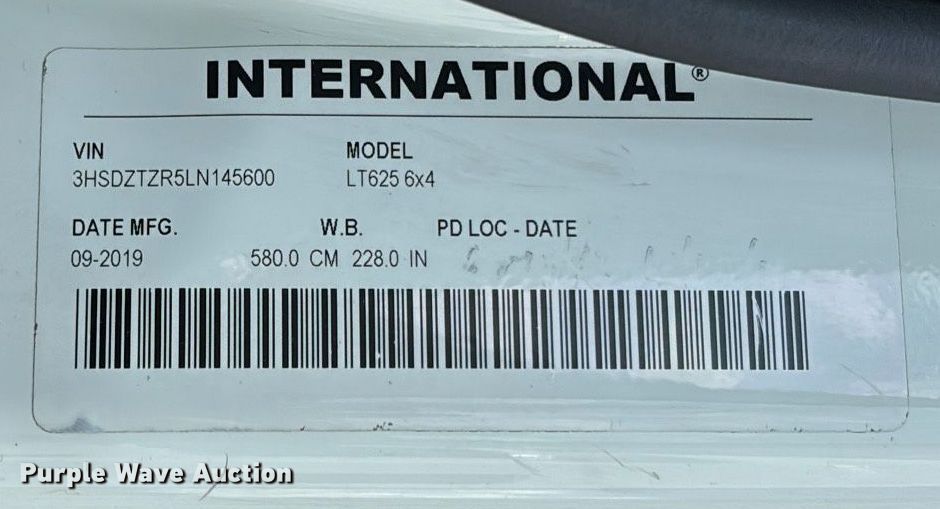 INTERNATIONAL®
VIN MODEL
3HSDZTZR5LN145600 LT625 6x4
DATE MFG. W.B. PD LOC - DATE
09-2019 580.0 CM 228.0 IN
Purple Wave Auction